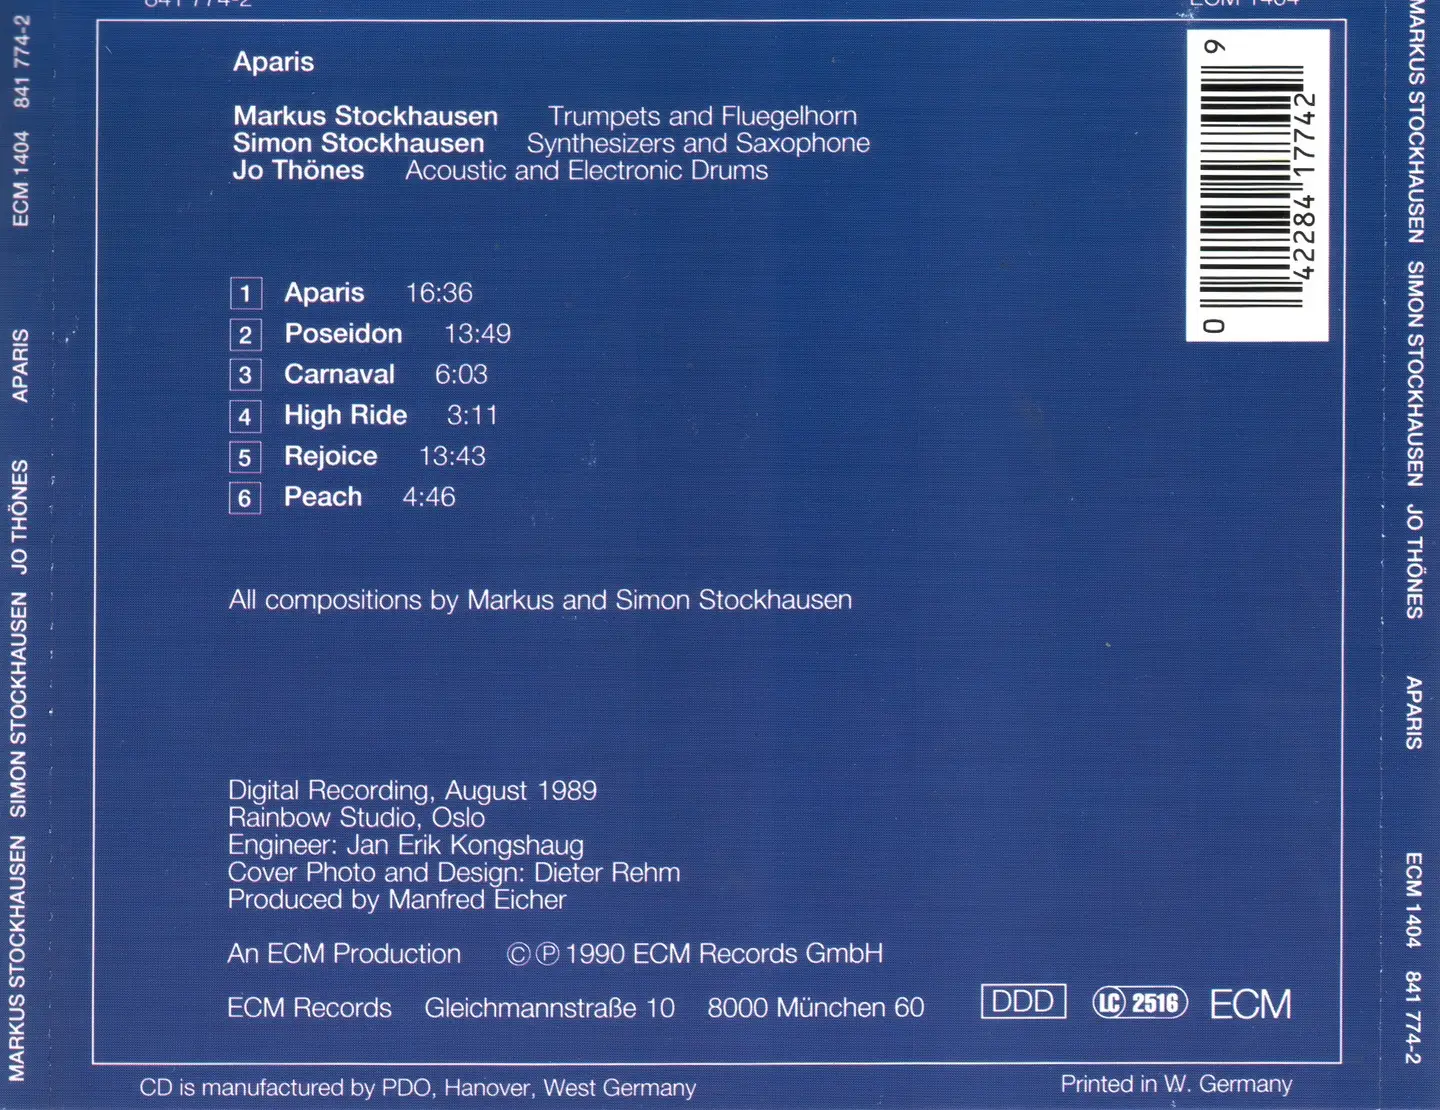 841 774-2
ECM 1404
Aparis
Markus Stockhausen Trumpets and Fluegelhorn
Simon Stockhausen Synthesizers and Saxophone
Jo Thönes Acoustic and Electronic Drums
1 Aparis 16:36
2 Poseidon 13:49
3 Carnaval 6:03
4 High Ride 3:11
5 Rejoice 13:43
6 Peach 4:46
All compositions by Markus and Simon Stockhausen
Digital Recording, August 1989
Rainbow Studio, Oslo
Engineer: Jan Erik Kongshaug
Cover Photo and Design: Dieter Rehm
Produced by Manfred Eicher
An ECM Production ©℗ 1990 ECM Records GmbH
ECM Records Gleichmannstraße 10 8000 München 60
DDD LC 2516 ECM
CD is manufactured by PDO, Hanover, West Germany
Printed in W. Germany
0 42284 17742 9
MARKUS STOCKHAUSEN SIMON STOCKHAUSEN JO THÖNES APARIS ECM 1404 841 774-2
MARKUS STOCKHAUSEN SIMON STOCKHAUSEN JO THÖNES APARIS ECM 1404 841 774-2